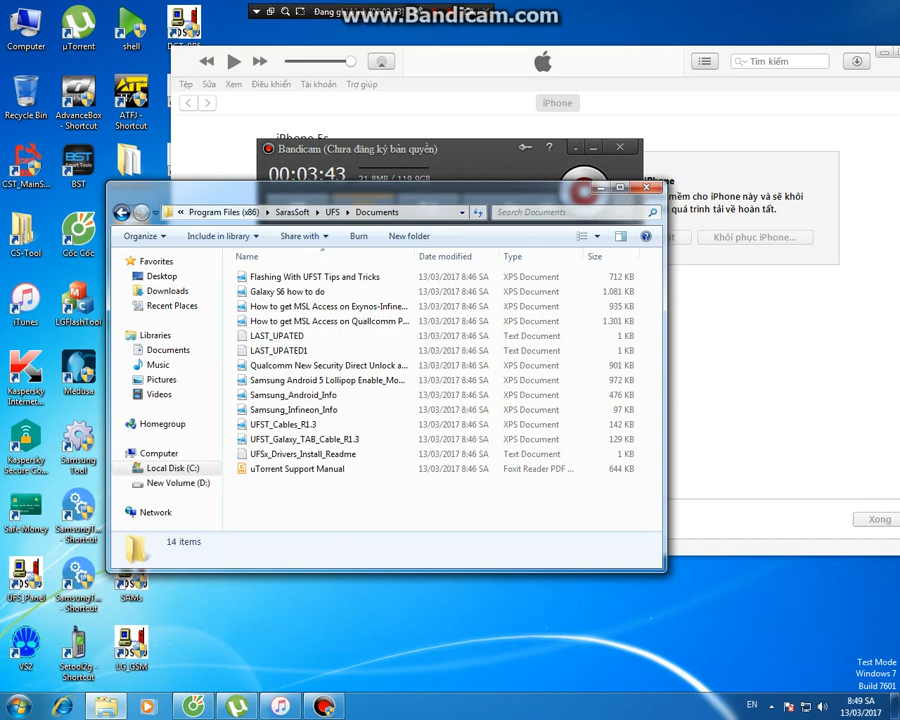 www.Bandicam.com
Computer
µTorrent
shell
Tệp
Sửa
Xem
Điều khiển
Tài khoản
Trợ giúp
Tìm kiếm
iPhone
Recycle Bin
AdvanceBox - Shortcut
ATFJ - Shortcut
Bandicam (Chưa đăng ký bản quyền)
00:03:43
21.8MB / 119.9GB
mềm cho iPhone này và sẽ khôi
quá trình tải về hoàn tất.
Khôi phục iPhone...
CST_MainS...
BST
« Program Files (x86) ▸ SarasSoft ▸ UFS ▸ Documents
Search Documents
Organize
Include in library
Share with
Burn
New folder
CS-Tool
Cốc Cốc
iTunes
LGFlashTool
Kaspersky Internet...
Medusa
Kaspersky Secure Co...
Samsung Tool
Safe Money
SamsungT... - Shortcut
UFS_Panel
SamsungT... - Shortcut
SAMs
VS2
SetoolZg - Shortcut
LG_GSM
Favorites
Desktop
Downloads
Recent Places
Libraries
Documents
Music
Pictures
Videos
Homegroup
Computer
Local Disk (C:)
New Volume (D:)
Network
Name Date modified Type Size
Flashing With UFST Tips and Tricks 13/03/2017 8:46 SA XPS Document 712 KB
Galaxy S6 how to do 13/03/2017 8:46 SA XPS Document 1.081 KB
How to get MSL Access on Exynos-Infine... 13/03/2017 8:46 SA XPS Document 935 KB
How to get MSL Access on Quallcomm P... 13/03/2017 8:46 SA XPS Document 1.301 KB
LAST_UPATED 13/03/2017 8:46 SA Text Document 1 KB
LAST_UPATED1 13/03/2017 8:46 SA Text Document 1 KB
Qualcomm New Security Direct Unlock a... 13/03/2017 8:46 SA XPS Document 901 KB
Samsung Android 5 Lollipop Enable_Mo... 13/03/2017 8:46 SA XPS Document 972 KB
Samsung_Android_Info 13/03/2017 8:46 SA XPS Document 476 KB
Samsung_Infineon_Info 13/03/2017 8:46 SA XPS Document 97 KB
UFST_Cables_R1.3 13/03/2017 8:46 SA XPS Document 142 KB
UFST_Galaxy_TAB_Cable_R1.3 13/03/2017 8:46 SA XPS Document 129 KB
UFSx_Drivers_Install_Readme 13/03/2017 8:46 SA Text Document 1 KB
uTorrent Support Manual 13/03/2017 8:46 SA Foxit Reader PDF ... 644 KB
14 items
Xong
Test Mode
Windows 7
Build 7601
EN
8:49 SA
13/03/2017